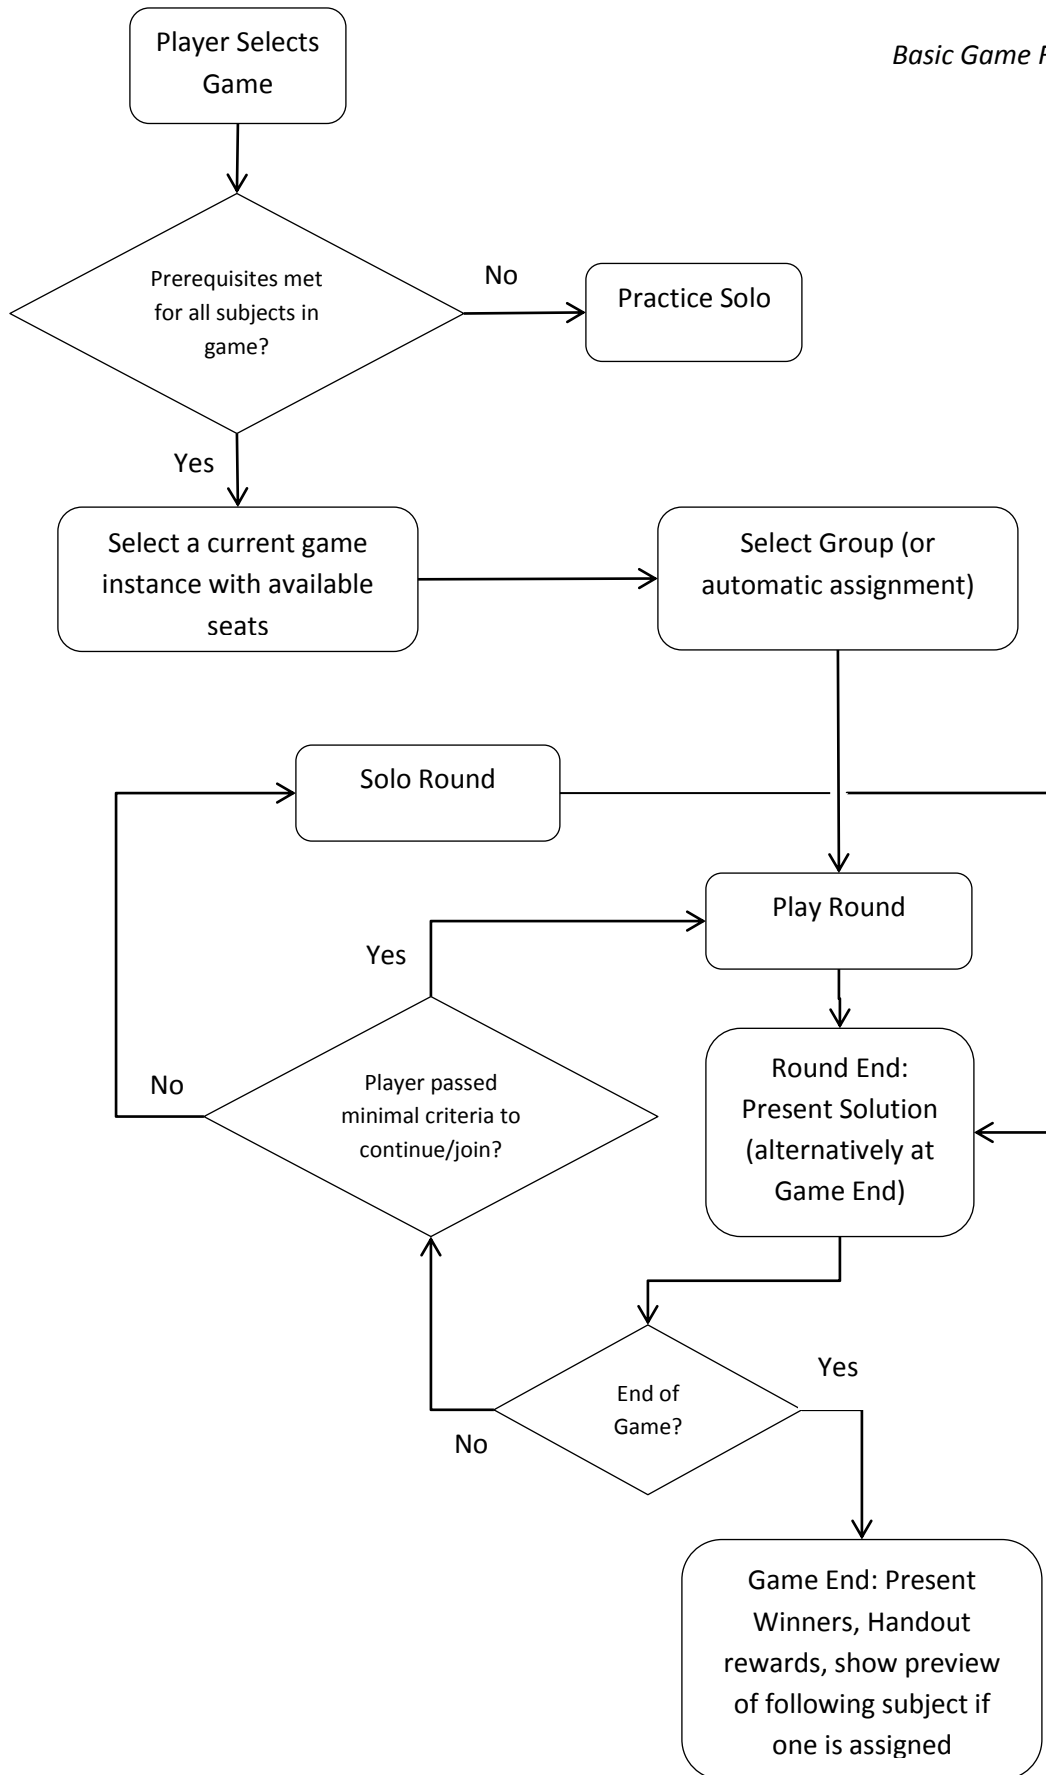 Player Selects
Game
Basic Game F
Prerequisites met
for all subjects in
game?
No
Practice Solo
Yes
Select a current game
instance with available
seats
Select Group (or
automatic assignment)
Solo Round
Play Round
Yes
No
Player passed
minimal criteria to
continue/join?
Round End:
Present Solution
(alternatively at
Game End)
End of
Game?
Yes
No
Game End: Present
Winners, Handout
rewards, show preview
of following subject if
one is assigned